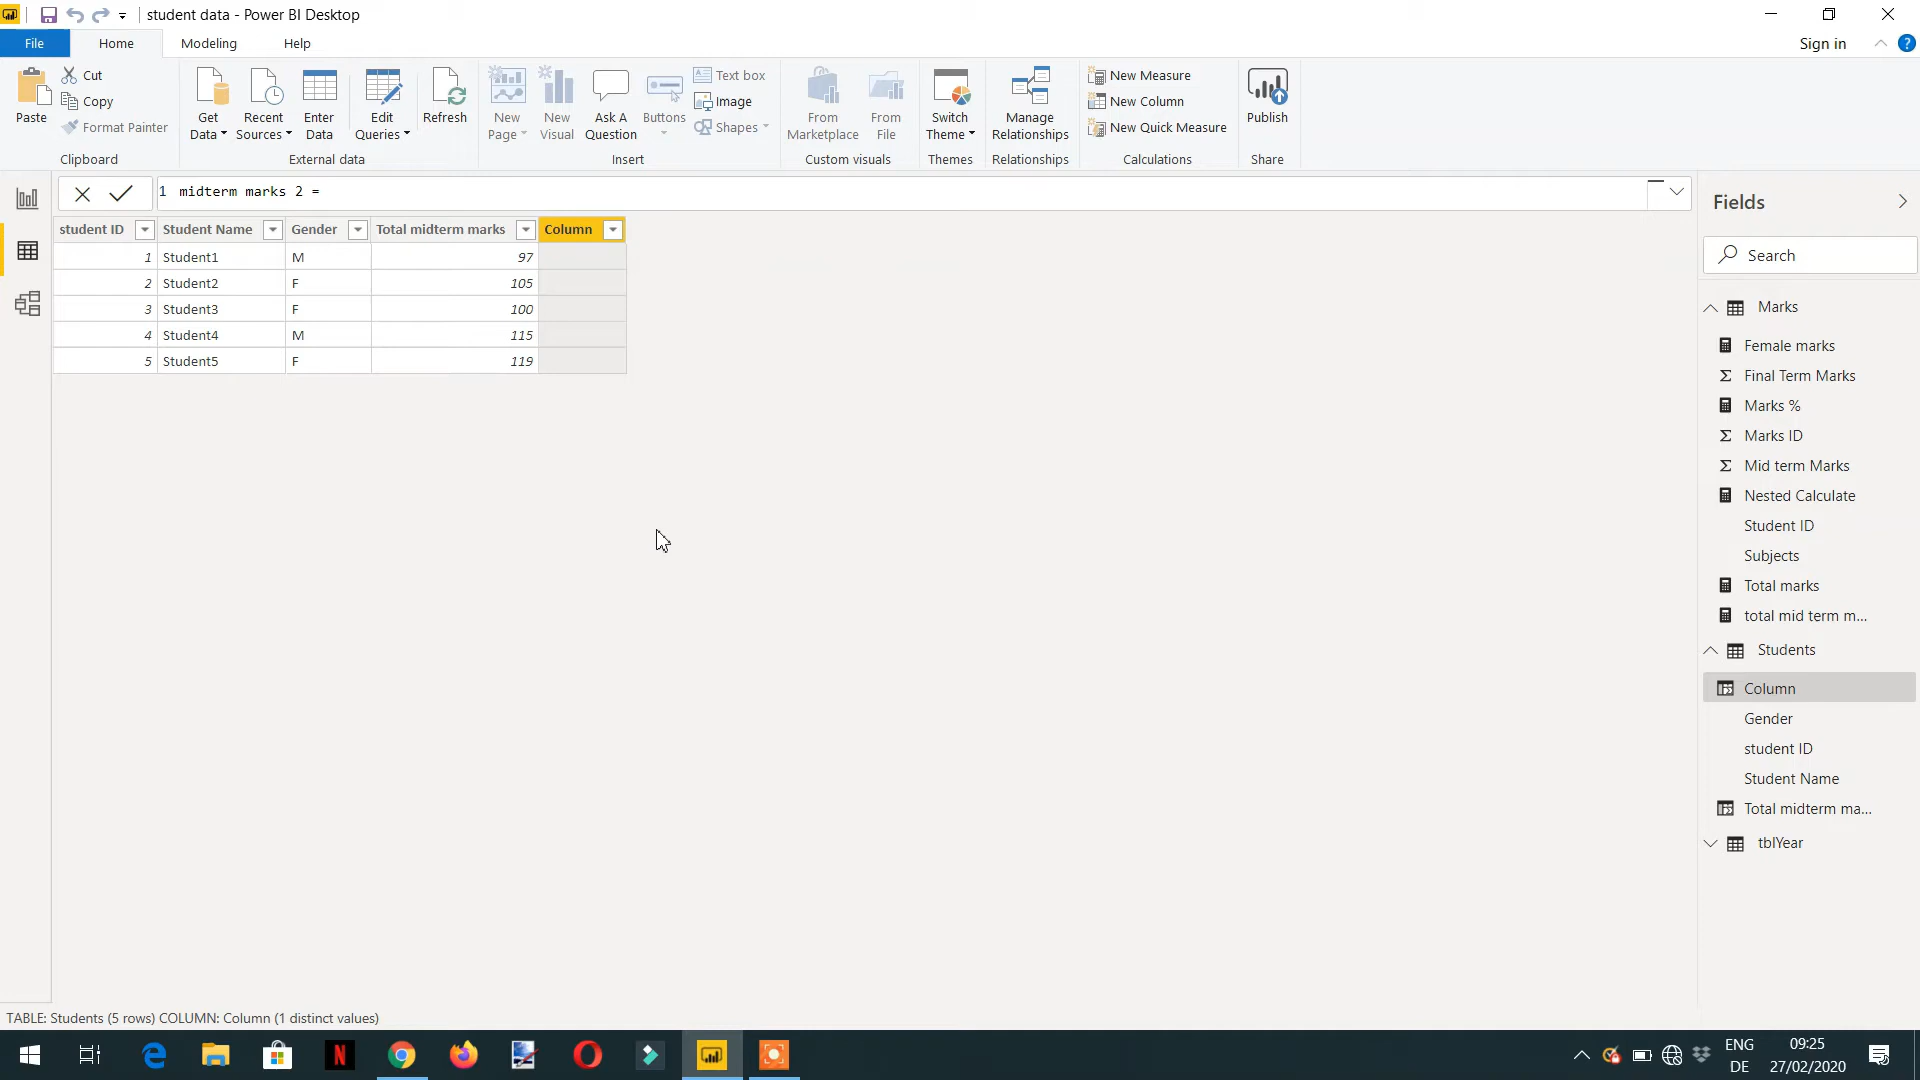 student data - Power BI Desktop
File Home Modeling Help
Sign in
?
Paste
Cut
Copy
Format Painter
Clipboard
Get Data
Recent Sources
Enter Data
Edit Queries
Refresh
External data
New Page
New Visual
Ask A Question
Buttons
Text box
Image
Shapes
Insert
From Marketplace
From File
Custom visuals
Switch Theme
Themes
Manage Relationships
Relationships
New Measure
New Column
New Quick Measure
Calculations
Publish
Share
1 midterm marks 2 =
student ID Student Name Gender Total midterm marks Column
1 Student1 M 97
2 Student2 F 105
3 Student3 F 100
4 Student4 M 115
5 Student5 F 119
Fields
Search
Marks
Female marks
Final Term Marks
Marks %
Marks ID
Mid term Marks
Nested Calculate
Student ID
Subjects
Total marks
total mid term m...
Students
Column
Gender
student ID
Student Name
Total midterm ma...
tblYear
TABLE: Students (5 rows) COLUMN: Column (1 distinct values)
N
ENG
DE
09:25
27/02/2020